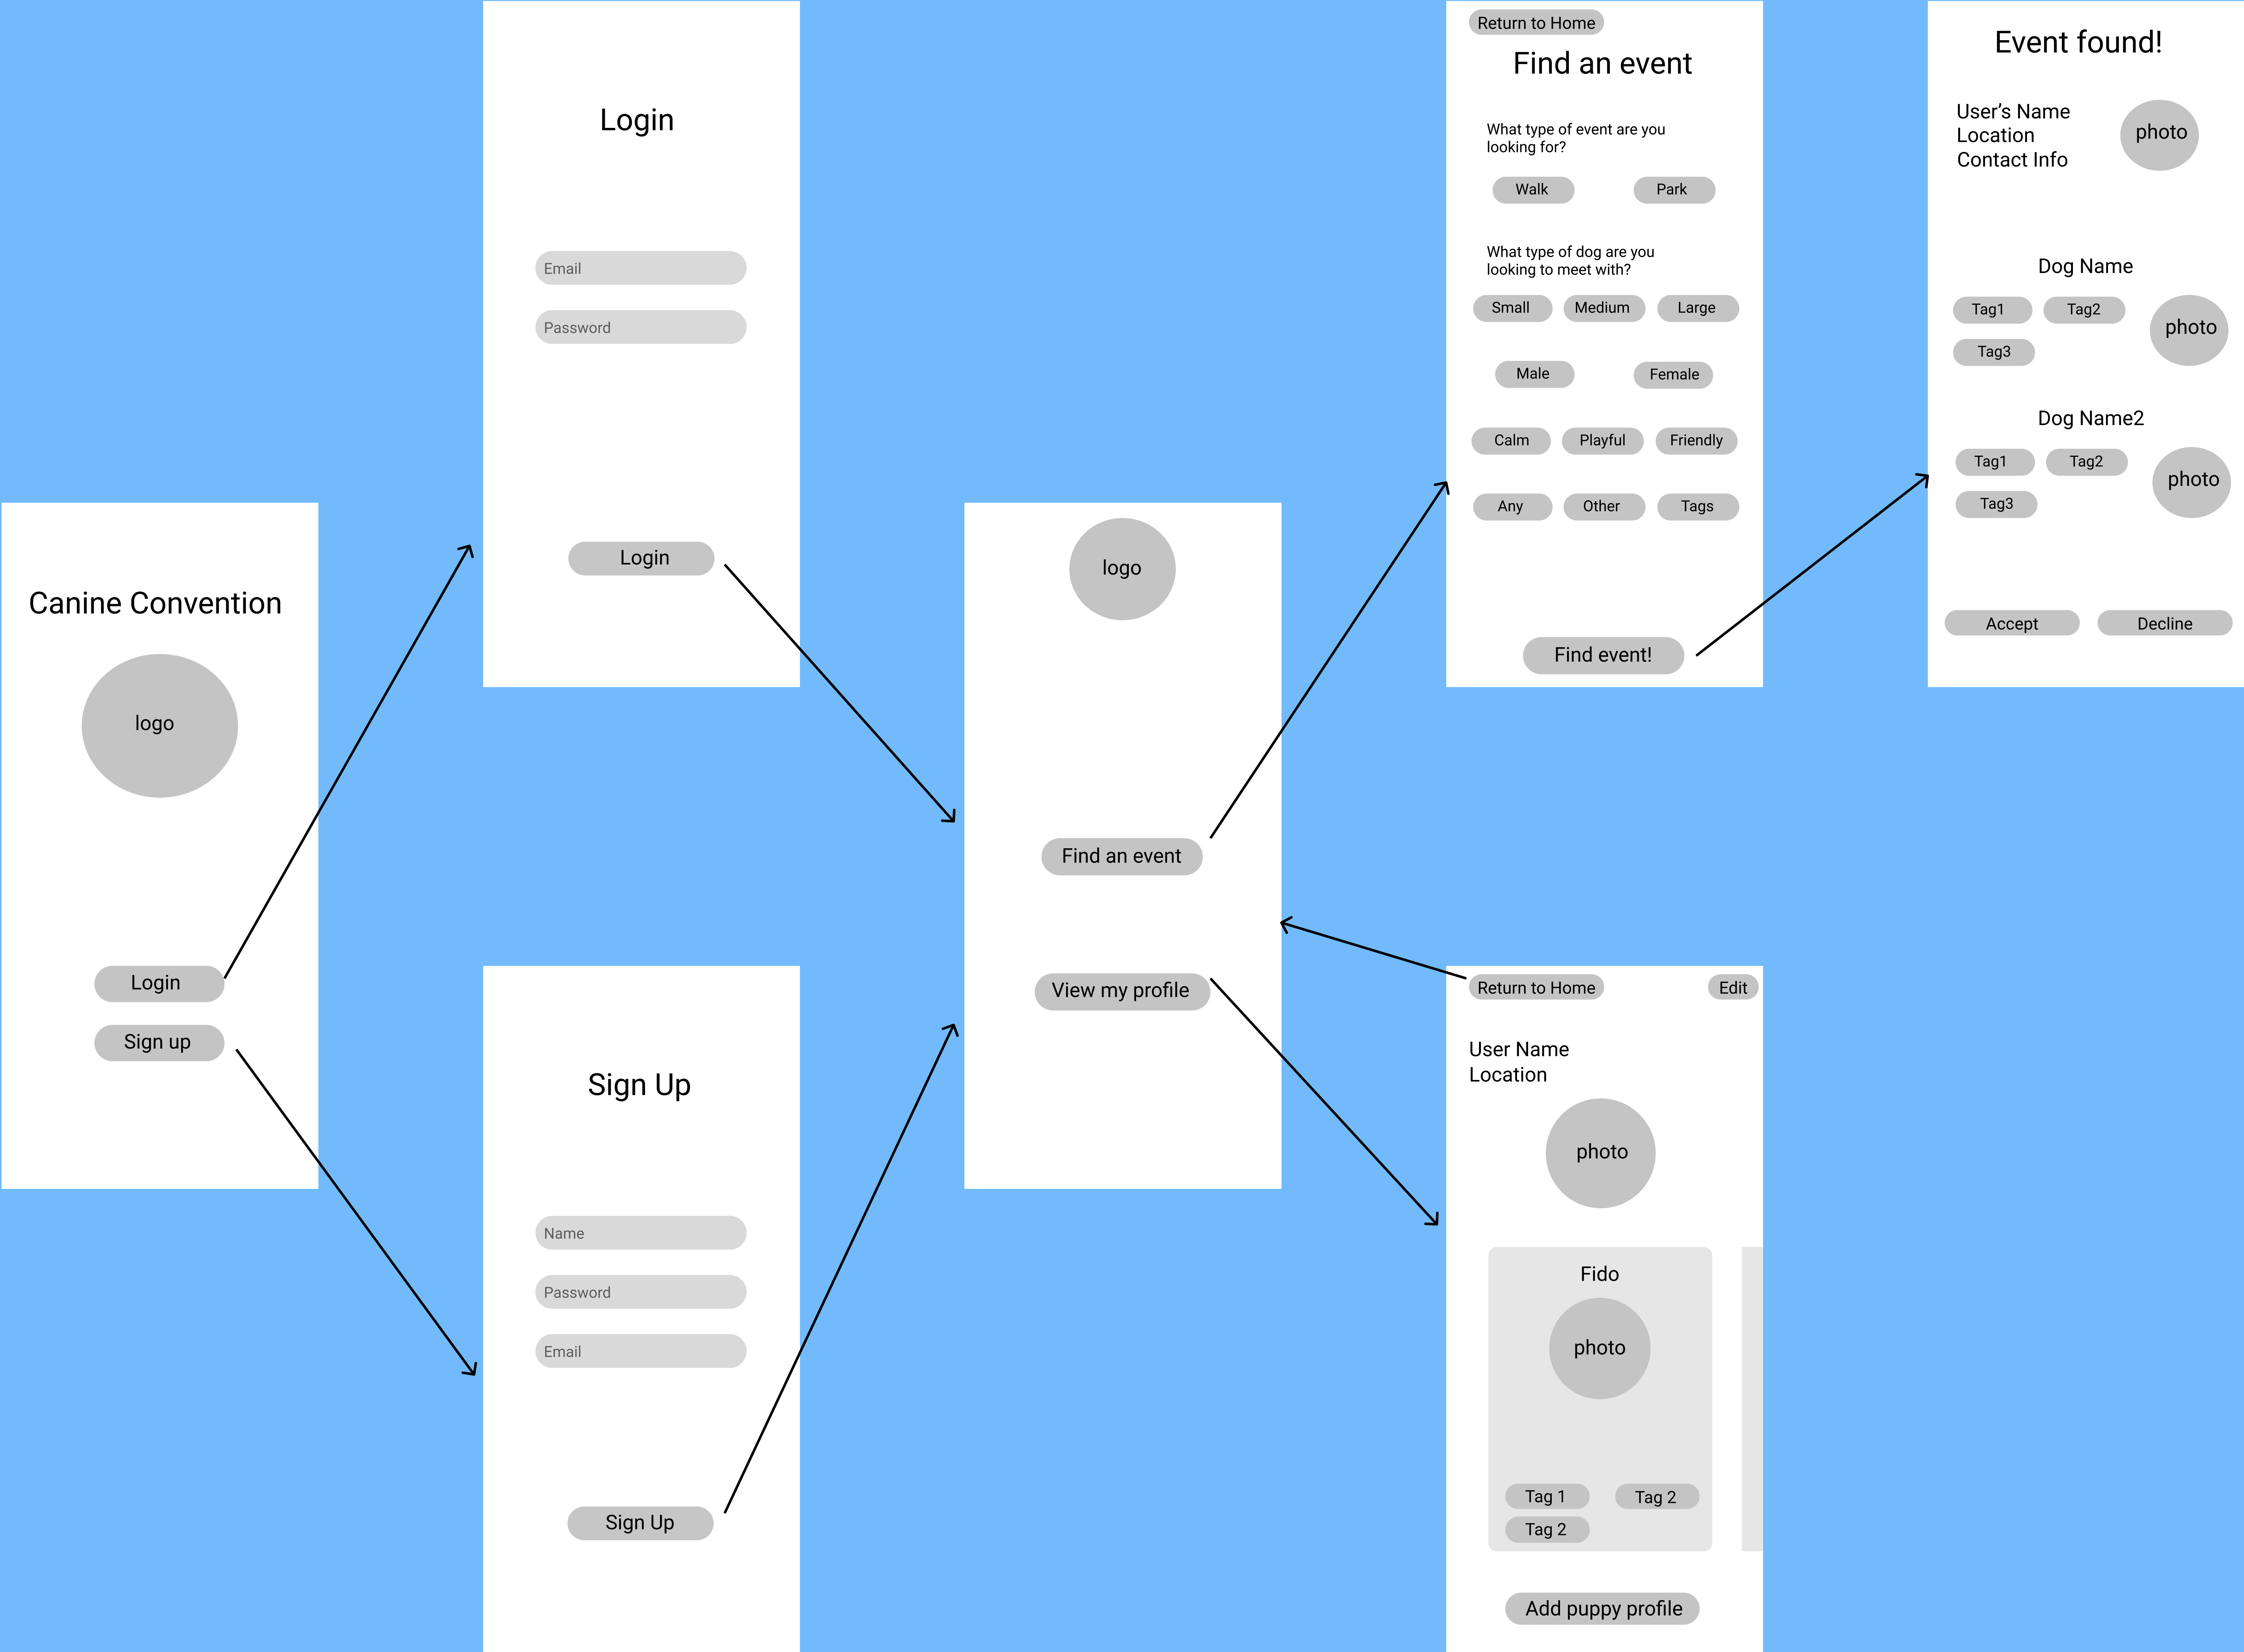 Canine Convention
logo
Login
Sign up
Login
Email
Password
Login
Sign Up
Name
Password
Email
Sign Up
logo
Find an event
View my profile
Return to Home
Find an event
What type of event are you
looking for?
Walk Park
What type of dog are you
looking to meet with?
Small Medium Large
Male Female
Calm Playful Friendly
Any Other Tags
Find event!
Return to Home Edit
User Name
Location
photo
Fido
photo
Tag 1 Tag 2
Tag 2
Add puppy profile
Event found!
User’s Name
Location
Contact Info
photo
Dog Name
Tag1 Tag2
Tag3
photo
Dog Name2
Tag1 Tag2
Tag3
photo
Accept Decline